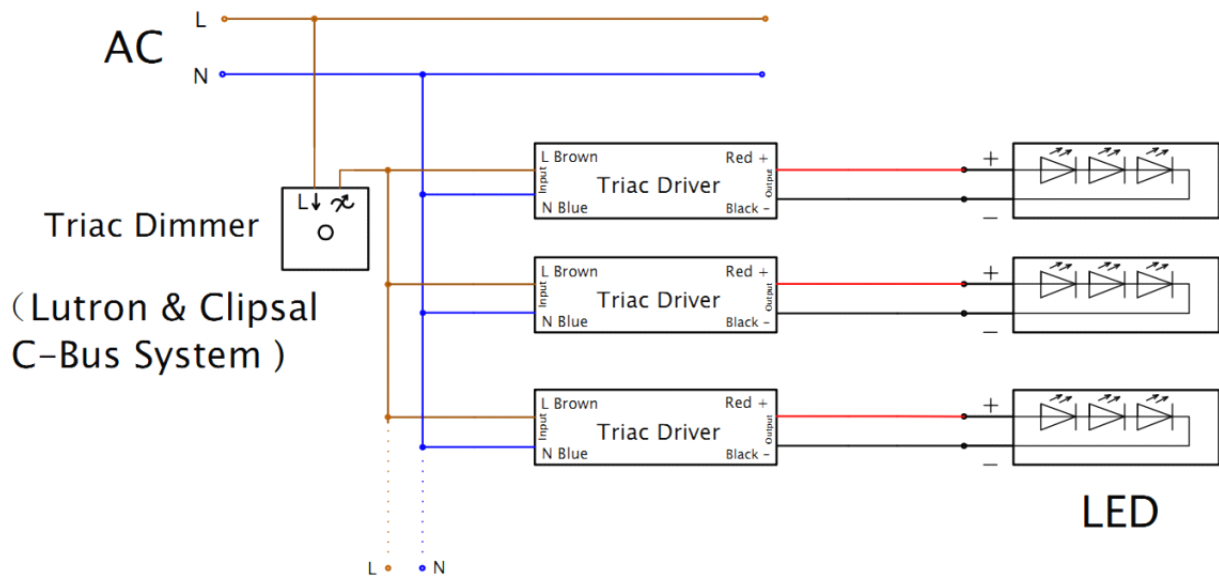 L
AC
N
L Brown
Red +
Input
Triac Driver
Output
N Blue
Black -
+
−
L
Triac Dimmer
(Lutron & Clipsal
C-Bus System )
L Brown
Red +
Input
Triac Driver
Output
N Blue
Black -
+
−
L Brown
Red +
Input
Triac Driver
Output
N Blue
Black -
+
−
LED
L
N